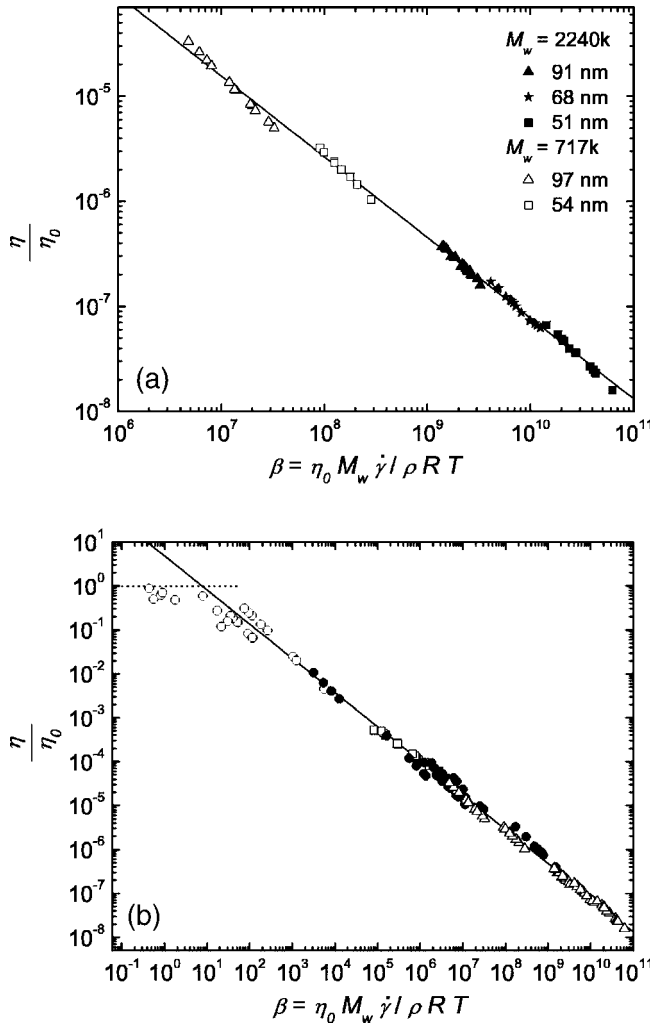 (a)
η
η₀
10⁻⁵
10⁻⁶
10⁻⁷
10⁻⁸
10⁶ 10⁷ 10⁸ 10⁹ 10¹⁰ 10¹¹
β = η₀ M_w γ̇ / ρ R T
M_w = 2240k
▲ 91 nm
★ 68 nm
■ 51 nm
M_w = 717k
△ 97 nm
□ 54 nm
(b)
η
η₀
10¹
10⁰
10⁻¹
10⁻²
10⁻³
10⁻⁴
10⁻⁵
10⁻⁶
10⁻⁷
10⁻⁸
10⁻¹ 10⁰ 10¹ 10² 10³ 10⁴ 10⁵ 10⁶ 10⁷ 10⁸ 10⁹ 10¹⁰ 10¹¹
β = η₀ M_w γ̇ / ρ R T